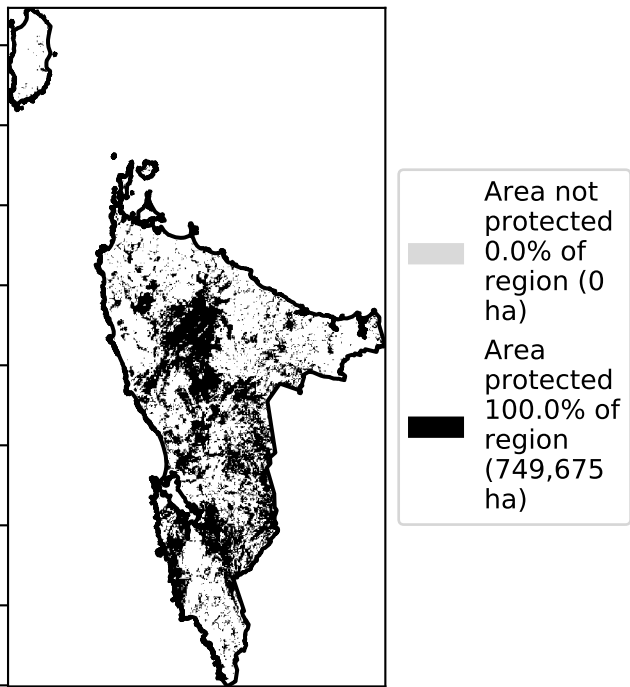 Area not
protected
0.0% of
region (0
ha)
Area
protected
100.0% of
region
(749,675
ha)